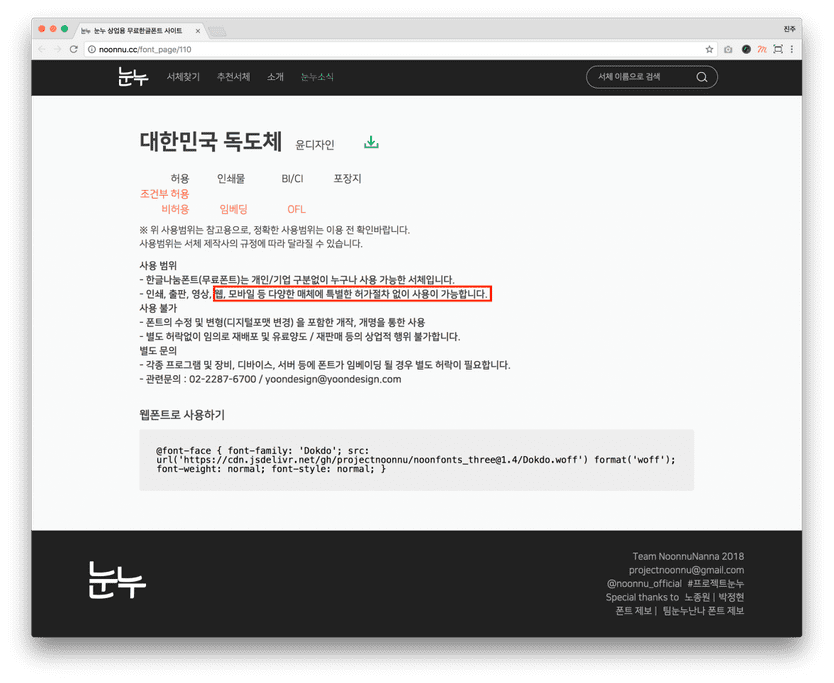 눈누 눈누 상업용 무료한글폰트 사이트
진주
noonnu.cc/font_page/110
눈누 서체찾기 추천서체 소개 눈누소식 서체 이름으로 검색
대한민국 독도체 윤디자인
허용 인쇄물 BI/CI 포장지
조건부 허용
비허용 임베딩 OFL
※ 위 사용범위는 참고용으로, 정확한 사용범위는 이용 전 확인바랍니다.
사용범위는 서체 제작사의 규정에 따라 달라질 수 있습니다.
사용 범위
- 한글나눔폰트(무료폰트)는 개인/기업 구분없이 누구나 사용 가능한 서체입니다.
- 인쇄, 출판, 영상, 웹, 모바일 등 다양한 매체에 특별한 허가절차 없이 사용이 가능합니다.
사용 불가
- 폰트의 수정 및 변형(디지털포맷 변경) 을 포함한 개작, 개명을 통한 사용
- 별도 허락없이 임의로 재배포 및 유료양도 / 재판매 등의 상업적 행위 불가합니다.
별도 문의
- 각종 프로그램 및 장비, 디바이스, 서버 등에 폰트가 임베이딩 될 경우 별도 허락이 필요합니다.
- 관련문의 : 02-2287-6700 / yoondesign@yoondesign.com
웹폰트로 사용하기
@font-face { font-family: 'Dokdo'; src:
url('https://cdn.jsdelivr.net/gh/projectnoonnu/noonfonts_three@1.4/Dokdo.woff') format('woff');
font-weight: normal; font-style: normal; }
눈누
Team NoonnuNanna 2018
projectnoonnu@gmail.com
@noonnu_official #프로젝트눈누
Special thanks to 노종원 | 박정현
폰트 제보 | 팀눈누난나 폰트 제보